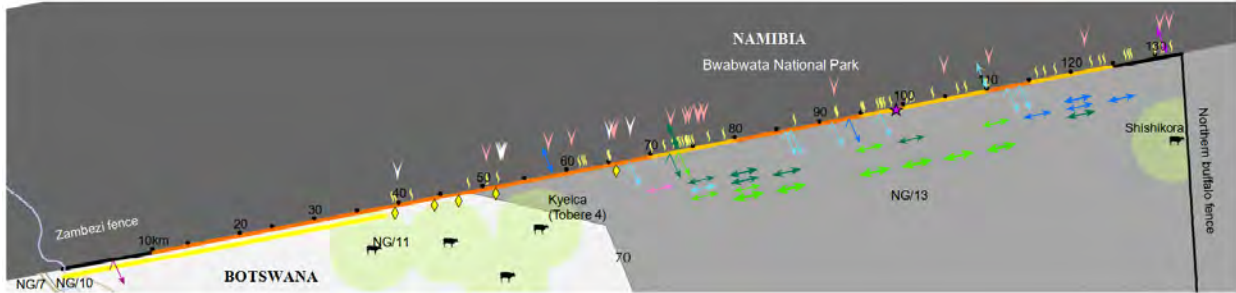 NAMIBIA
Bwabwata National Park
130
120
110
100
90
80
70
60
50
40
30
20
10km
Zambezi fence
Kyeica
(Tobere 4)
NG/11
NG/13
Shishikora
Northern buffalo fence
70
BOTSWANA
NG/7
NG/10